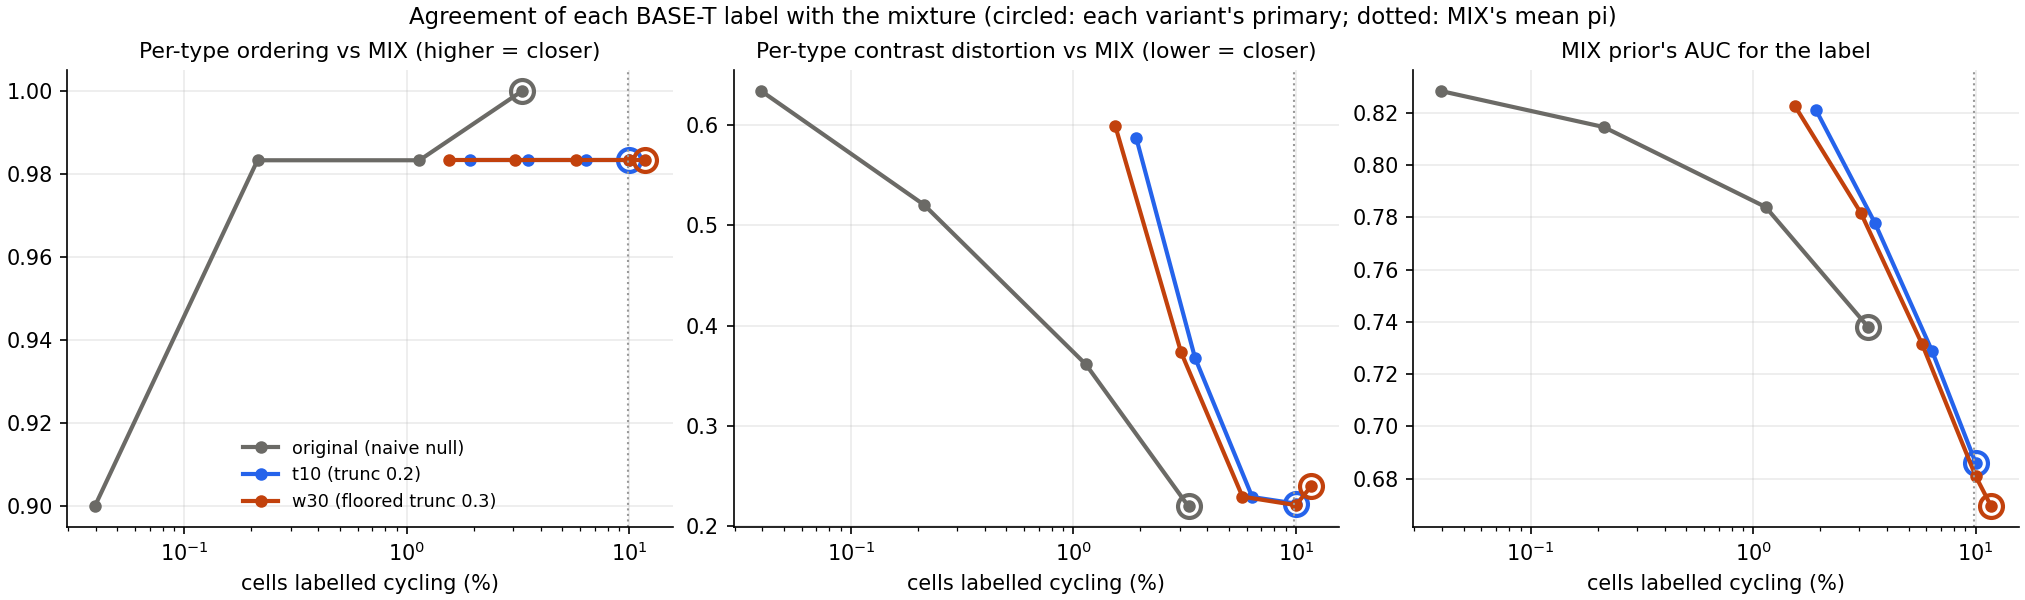 Agreement of each BASE-T label with the mixture (circled: each variant's primary; dotted: MIX's mean pi)
Per-type ordering vs MIX (higher = closer)
1.00
0.98
0.96
0.94
0.92
0.90
original (naive null)
t10 (trunc 0.2)
w30 (floored trunc 0.3)
10⁻¹
10⁰
10¹
cells labelled cycling (%)
Per-type contrast distortion vs MIX (lower = closer)
0.6
0.5
0.4
0.3
0.2
10⁻¹
10⁰
10¹
cells labelled cycling (%)
MIX prior's AUC for the label
0.82
0.80
0.78
0.76
0.74
0.72
0.70
0.68
10⁻¹
10⁰
10¹
cells labelled cycling (%)